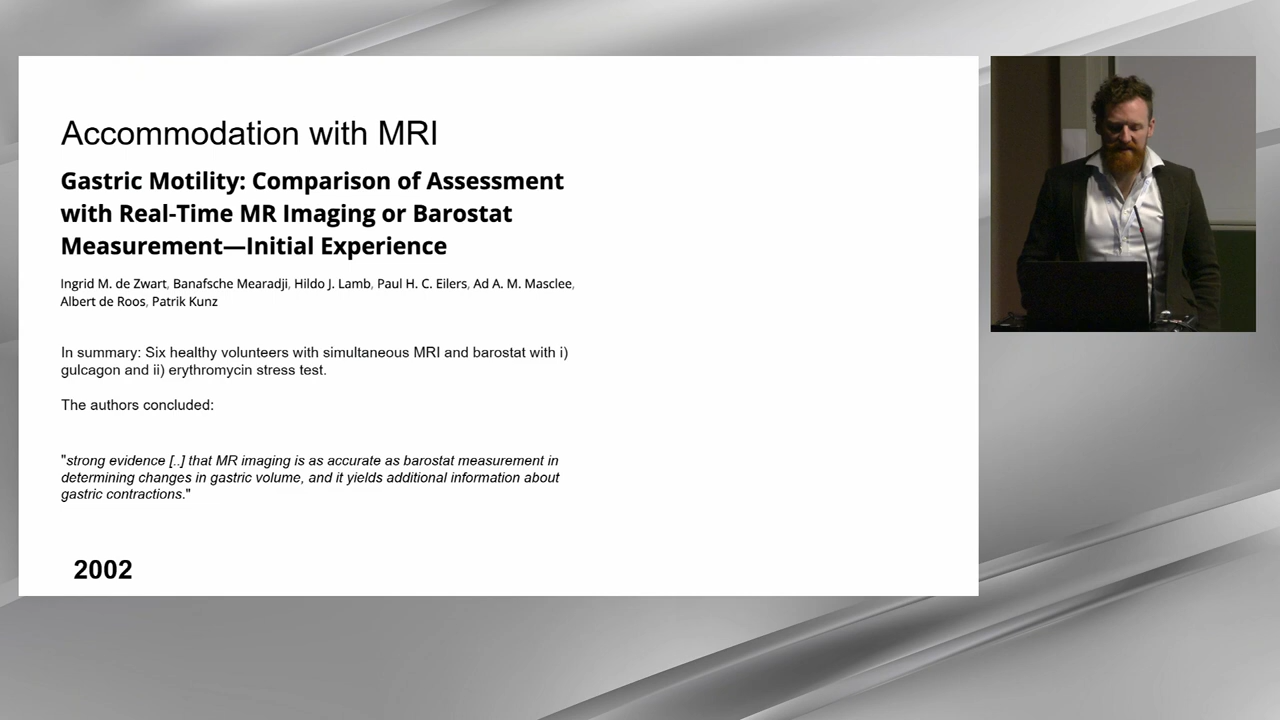 Accommodation with MRI
Gastric Motility: Comparison of Assessment
with Real-Time MR Imaging or Barostat
Measurement—Initial Experience
Ingrid M. de Zwart, Banafsche Mearadji, Hildo J. Lamb, Paul H. C. Eilers, Ad A. M. Masclee,
Albert de Roos, Patrik Kunz
In summary: Six healthy volunteers with simultaneous MRI and barostat with i)
gulcagon and ii) erythromycin stress test.
The authors concluded:
"strong evidence [..] that MR imaging is as accurate as barostat measurement in
determining changes in gastric volume, and it yields additional information about
gastric contractions."
2002